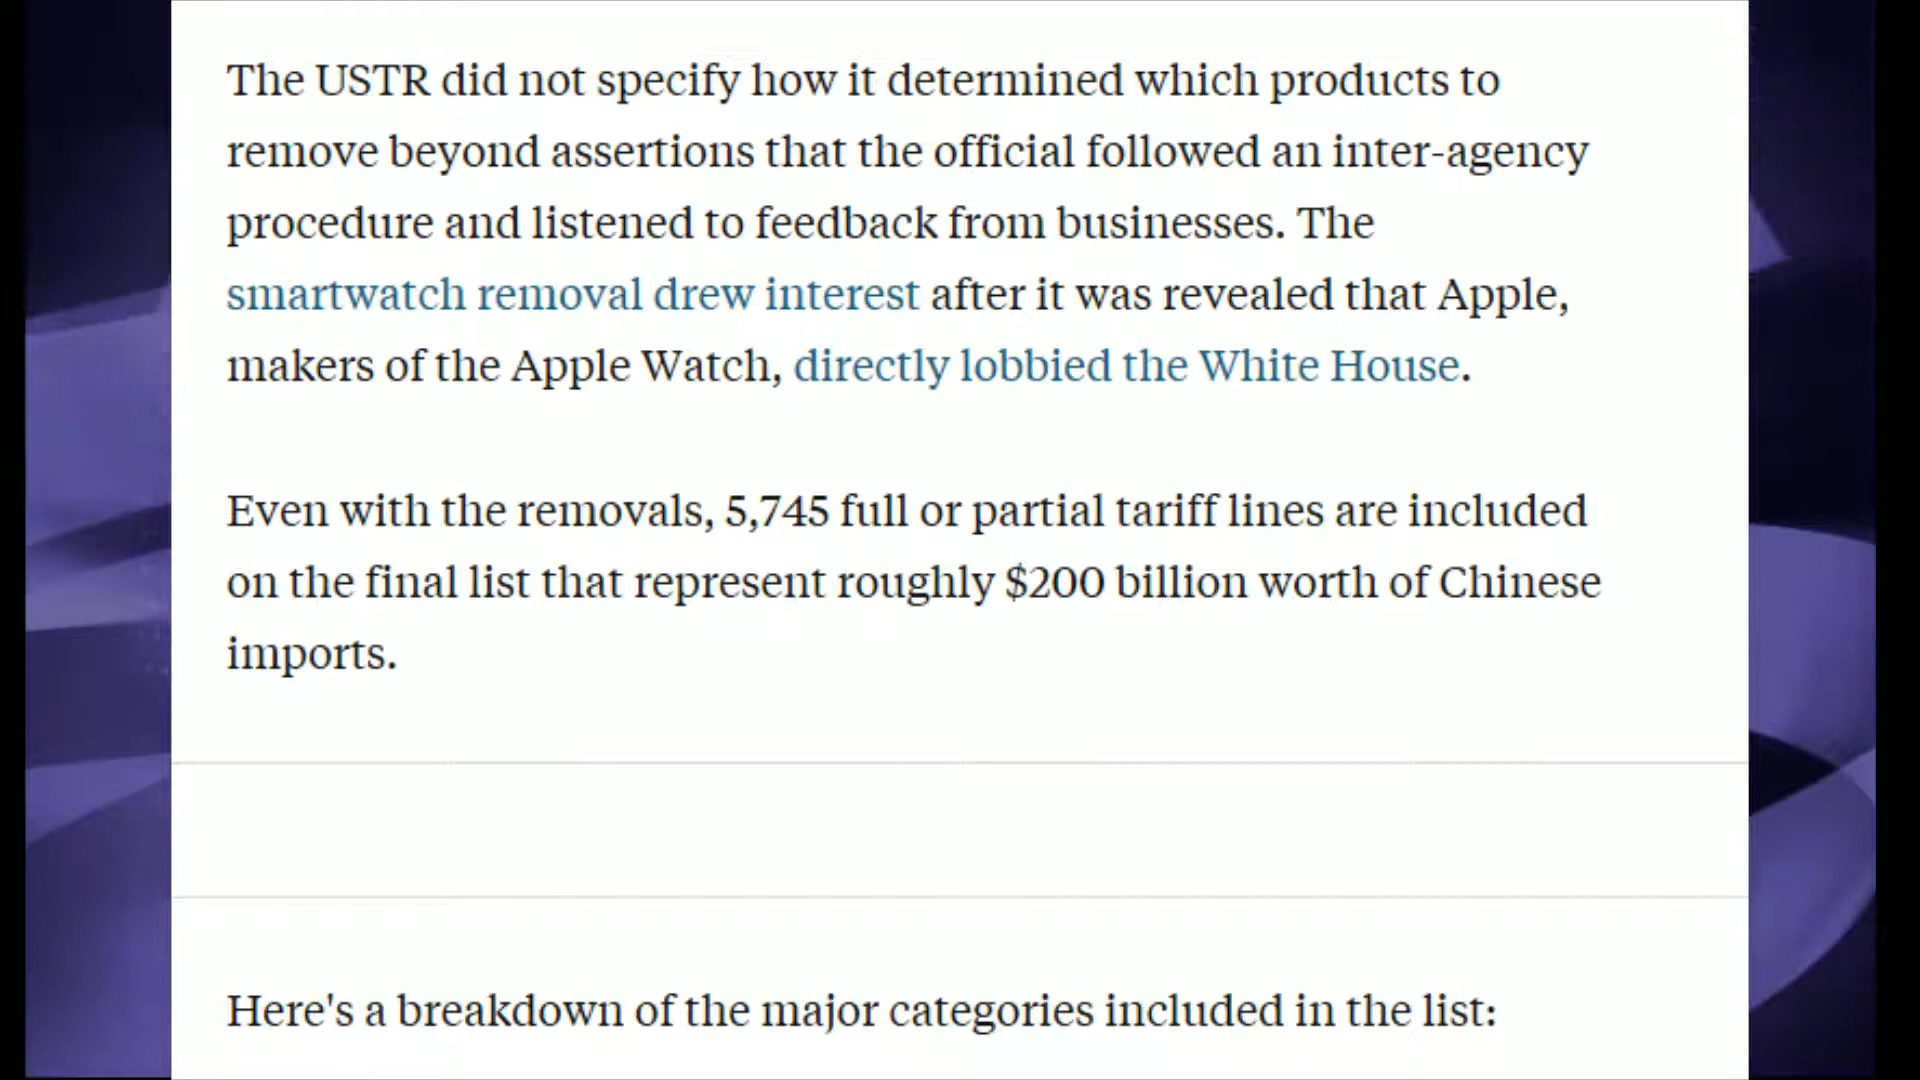 The USTR did not specify how it determined which products to
remove beyond assertions that the official followed an inter-agency
procedure and listened to feedback from businesses. The
smartwatch removal drew interest after it was revealed that Apple,
makers of the Apple Watch, directly lobbied the White House.
Even with the removals, 5,745 full or partial tariff lines are included
on the final list that represent roughly $200 billion worth of Chinese
imports.
Here's a breakdown of the major categories included in the list: